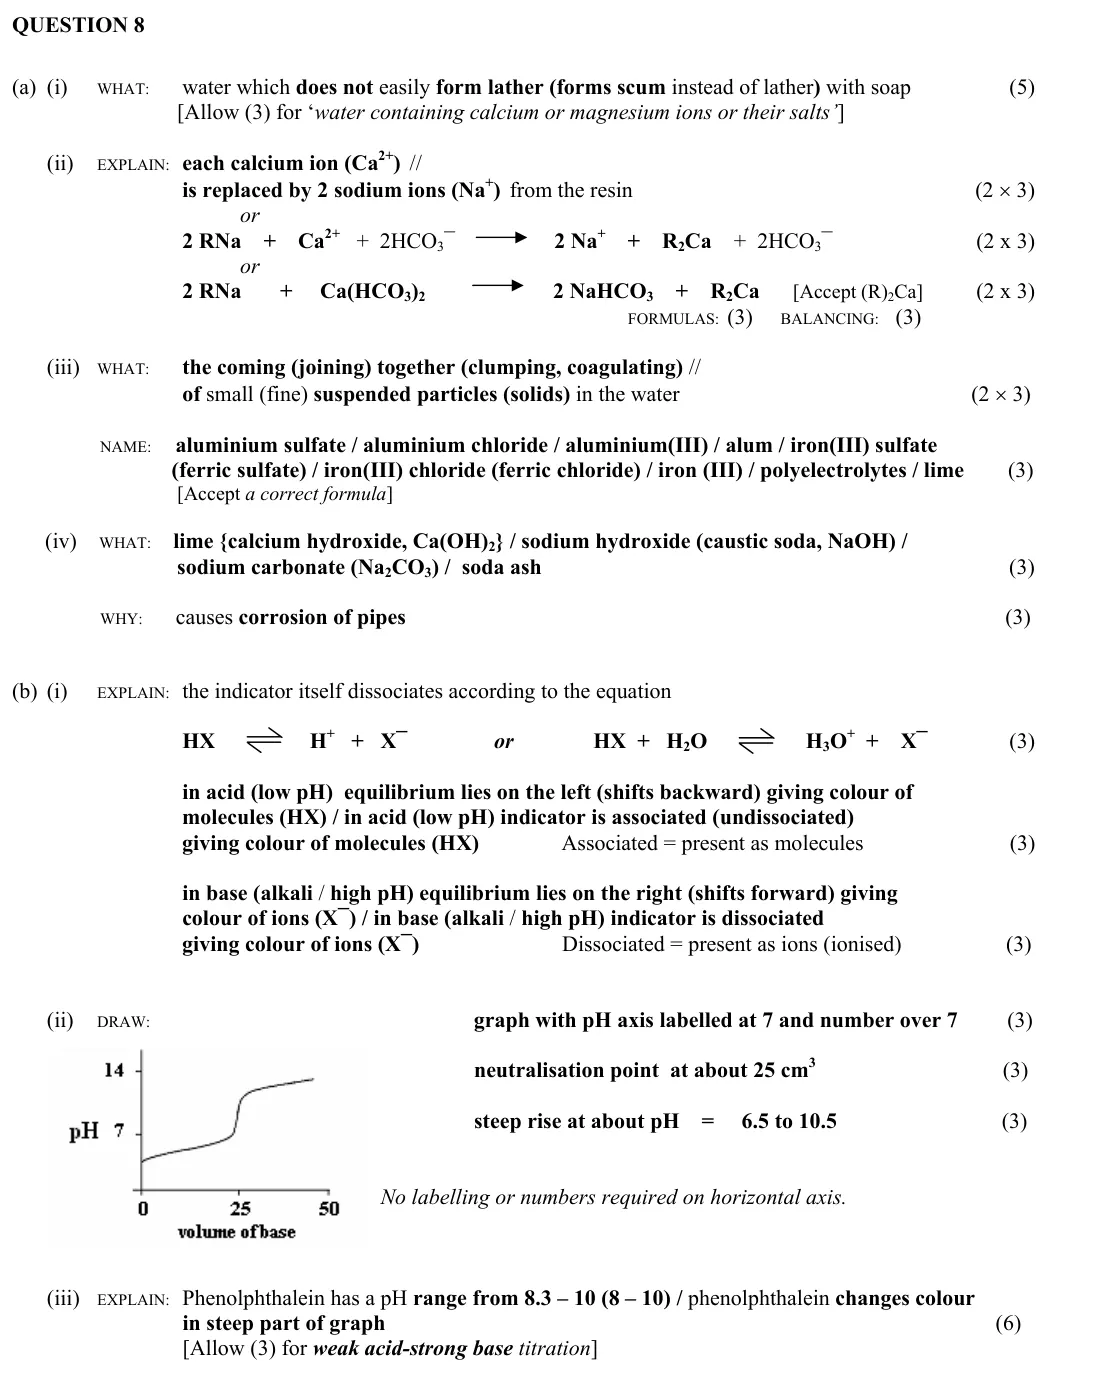 QUESTION 8
(a) (i) WHAT: water which does not easily form lather (forms scum instead of lather) with soap (5)
[Allow (3) for ‘water containing calcium or magnesium ions or their salts’]
(ii) EXPLAIN: each calcium ion (Ca²⁺) //
is replaced by 2 sodium ions (Na⁺) from the resin (2 × 3)
or
2 RNa + Ca²⁺ + 2HCO₃⁻ → 2 Na⁺ + R₂Ca + 2HCO₃⁻ (2 x 3)
or
2 RNa + Ca(HCO₃)₂ → 2 NaHCO₃ + R₂Ca [Accept (R)₂Ca] (2 x 3)
FORMULAS: (3) BALANCING: (3)
(iii) WHAT: the coming (joining) together (clumping, coagulating) //
of small (fine) suspended particles (solids) in the water (2 × 3)
NAME: aluminium sulfate / aluminium chloride / aluminium(III) / alum / iron(III) sulfate
(ferric sulfate) / iron(III) chloride (ferric chloride) / iron (III) / polyelectrolytes / lime (3)
[Accept a correct formula]
(iv) WHAT: lime {calcium hydroxide, Ca(OH)₂} / sodium hydroxide (caustic soda, NaOH) /
sodium carbonate (Na₂CO₃) / soda ash (3)
WHY: causes corrosion of pipes (3)
(b) (i) EXPLAIN: the indicator itself dissociates according to the equation
HX ⇌ H⁺ + X⁻ or HX + H₂O ⇌ H₃O⁺ + X⁻ (3)
in acid (low pH) equilibrium lies on the left (shifts backward) giving colour of
molecules (HX) / in acid (low pH) indicator is associated (undissociated)
giving colour of molecules (HX) Associated = present as molecules (3)
in base (alkali / high pH) equilibrium lies on the right (shifts forward) giving
colour of ions (X⁻) / in base (alkali / high pH) indicator is dissociated
giving colour of ions (X⁻) Dissociated = present as ions (ionised) (3)
(ii) DRAW: graph with pH axis labelled at 7 and number over 7 (3)
14
neutralisation point at about 25 cm³ (3)
pH 7
steep rise at about pH = 6.5 to 10.5 (3)
No labelling or numbers required on horizontal axis.
0 25 50
volume of base
(iii) EXPLAIN: Phenolphthalein has a pH range from 8.3 – 10 (8 – 10) / phenolphthalein changes colour
in steep part of graph (6)
[Allow (3) for weak acid-strong base titration]